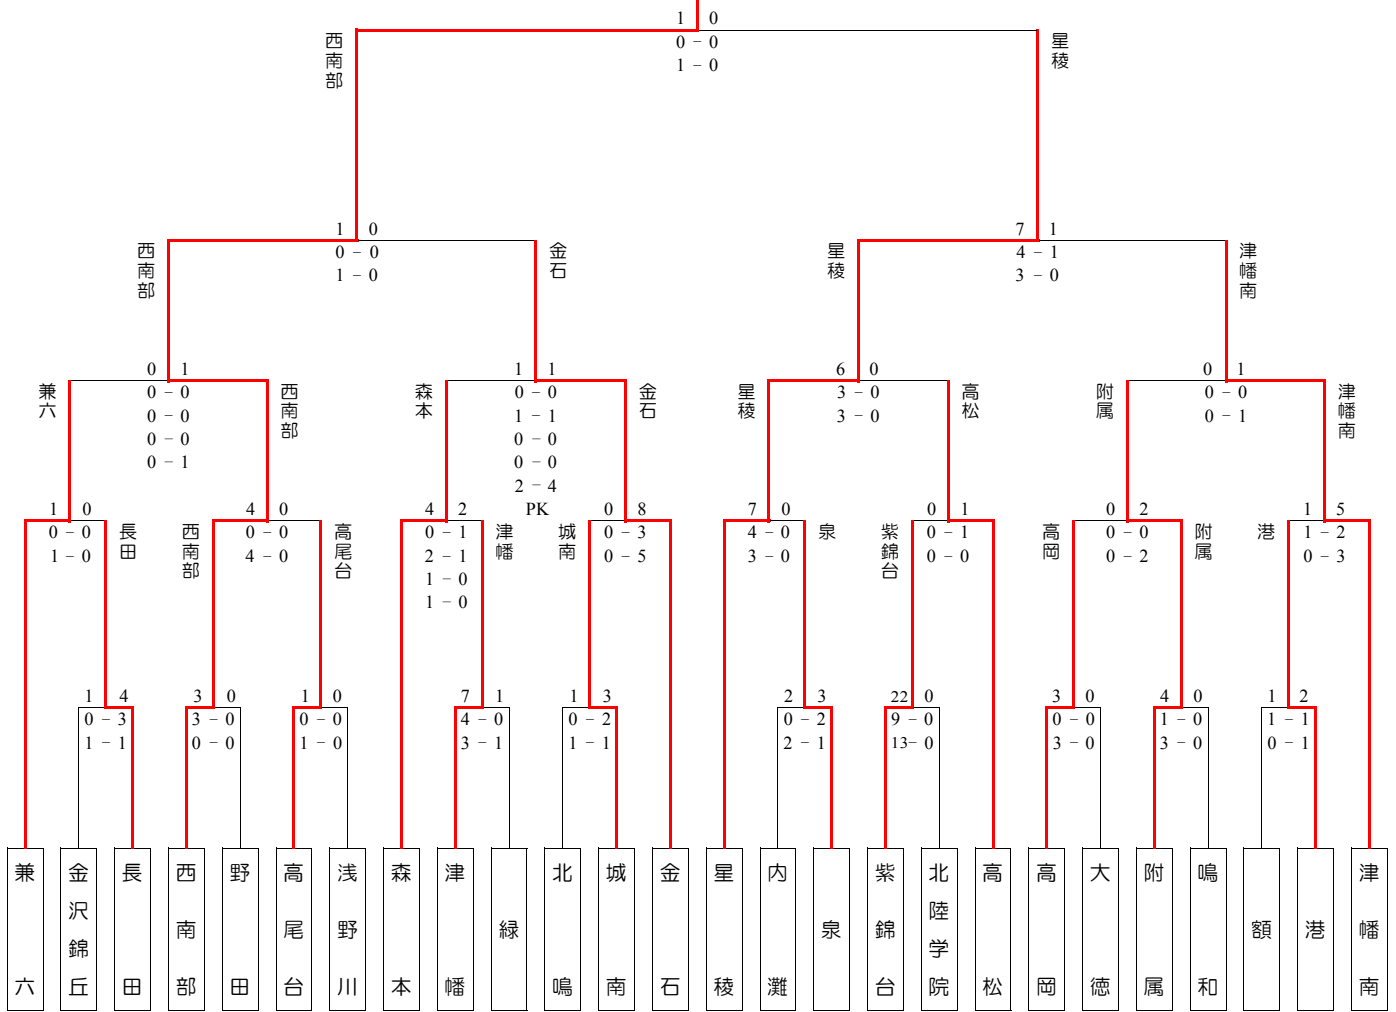 1 0
西南部 0 - 0 星稜
1 - 0
1 0
西南部 0 - 0 金石
1 - 0
7 1
星稜 4 - 1 津幡南
3 - 0
0 1
兼六 0 - 0 西南部
0 - 0
0 - 0
0 - 1
1 1
森本 0 - 0 金石
1 - 1
0 - 0
0 - 0
2 - 4
PK
6 0
星稜 3 - 0 高松
3 - 0
0 1
附属 0 - 0 津幡南
0 - 1
1 0
0 - 0 長田
1 - 0
4 0
西南部 0 - 0 高尾台
4 - 0
4 2
0 - 1 津幡
2 - 1
1 - 0
1 - 0
0 8
城南 0 - 3
0 - 5
7 0
4 - 0 泉
3 - 0
0 1
紫錦台 0 - 1
0 - 0
0 2
高岡 0 - 0 附属
0 - 2
1 5
港 1 - 2
0 - 3
1 4
0 - 3
1 - 1
3 0
3 - 0
0 - 0
1 0
0 - 0
1 - 0
7 1
4 - 0
3 - 1
1 3
0 - 2
1 - 1
2 3
0 - 2
2 - 1
22 0
9 - 0
13 - 0
3 0
0 - 0
3 - 0
4 0
1 - 0
3 - 0
1 2
1 - 1
0 - 1
兼六
金沢錦丘
長田
西南部
野田
高尾台
浅野川
森本
津幡
緑
北鳴
城南
金石
星稜
内灘
泉
紫錦台
北陸学院
高松
高岡
大徳
附属
鳴和
額
港
津幡南